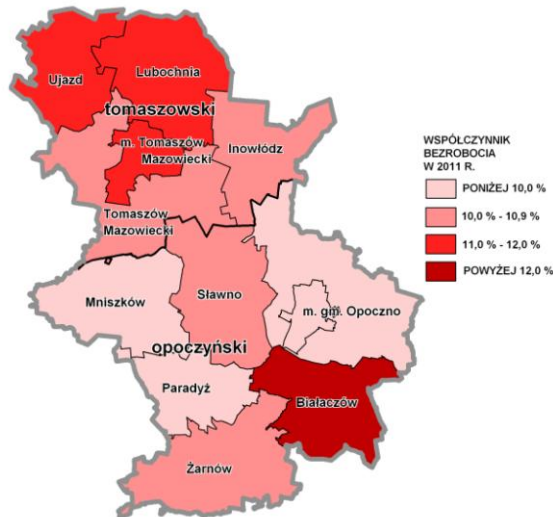 Ujazd
Lubochnia
tomaszowski
m. Tomaszów
Mazowiecki
Inowłódz
Tomaszów
Mazowiecki
Mniszków
Sławno
m. gm. Opoczno
opoczyński
Paradyż
Białaczów
Żarnów
WSPÓŁCZYNNIK
BEZROBOCIA
W 2011 R.
PONIŻEJ 10,0 %
10,0 % - 10,9 %
11,0 % - 12,0 %
POWYŻEJ 12,0 %